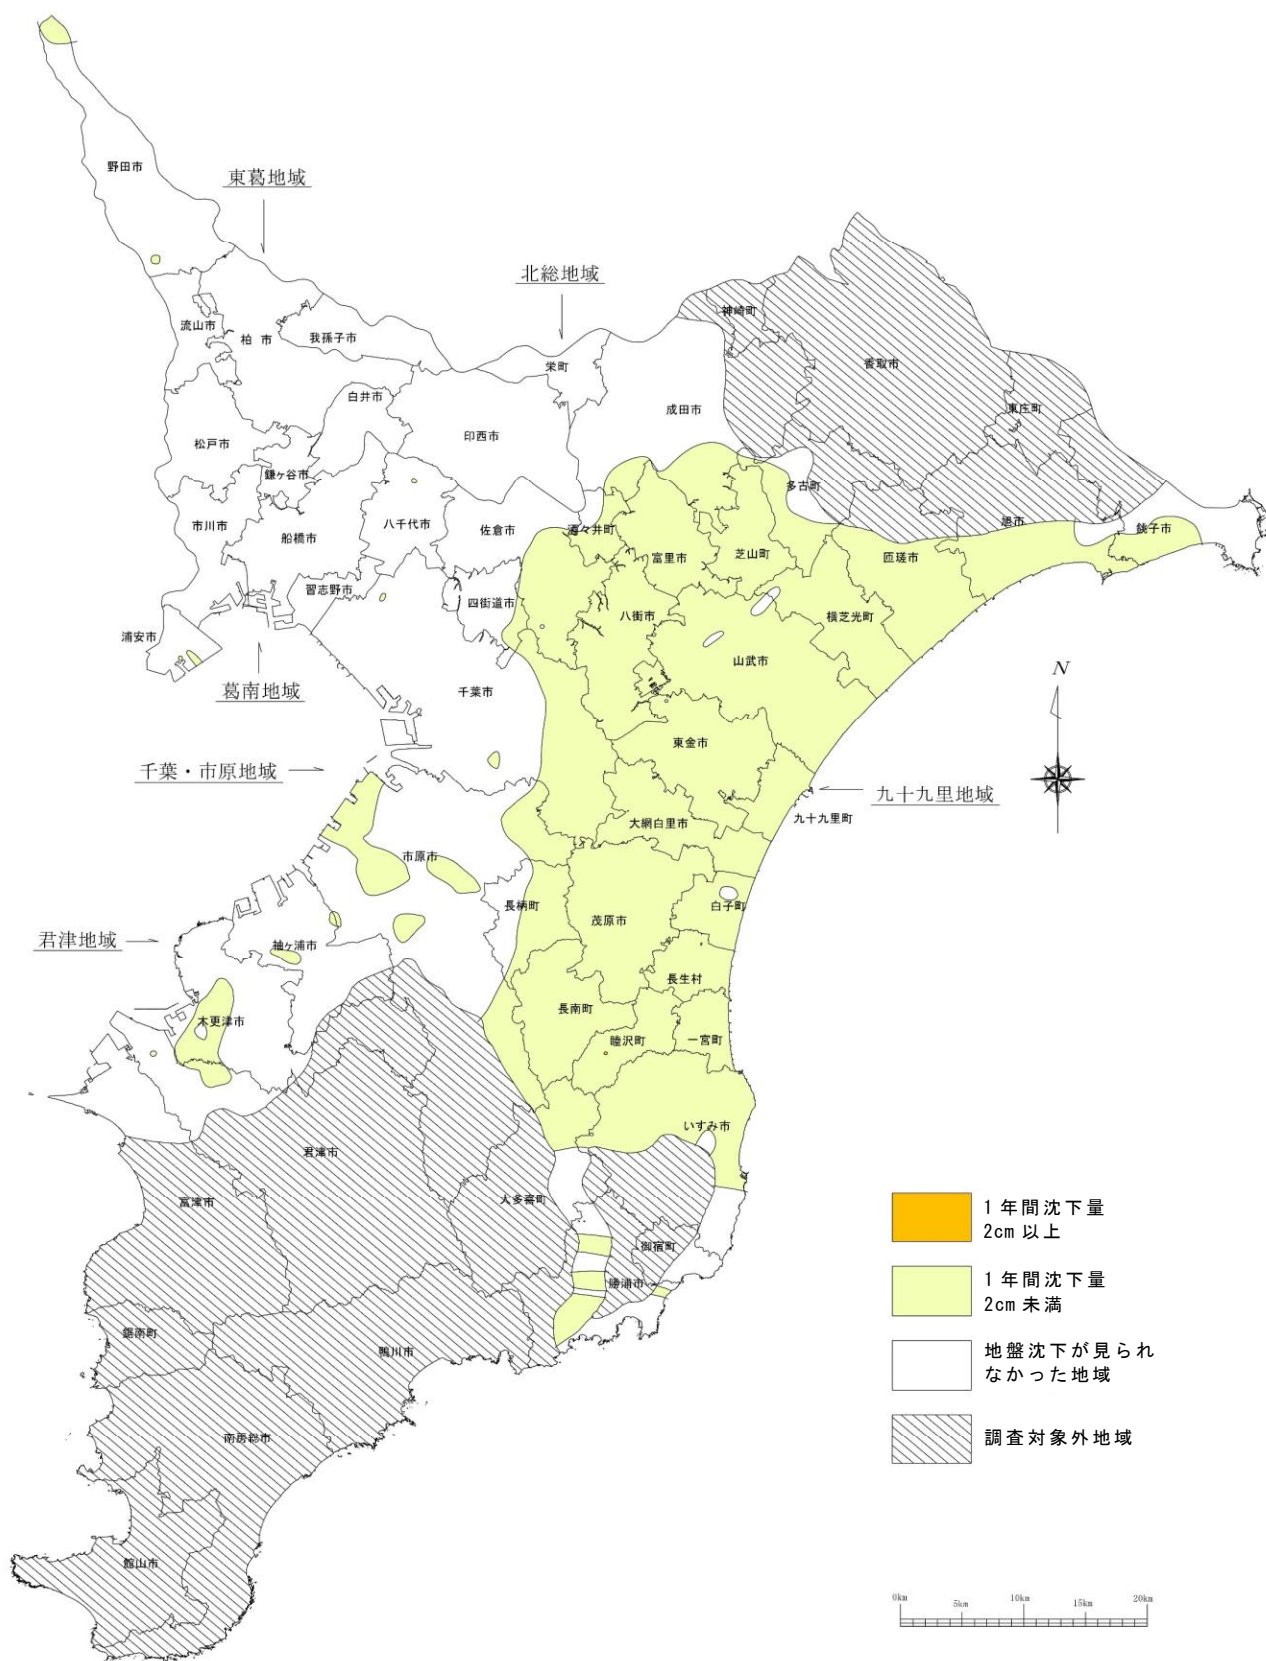 野田市
東葛地域
北総地域
神崎町
流山市
柏 市
我孫子市
栄町
香取市
白井市
成田市
東庄町
松戸市
印西市
鎌ヶ谷市
多古町
市川市
船橋市
八千代市
佐倉市
酒々井町
旭市
銚子市
富里市
芝山町
匝瑳市
習志野市
四街道市
八街市
横芝光町
浦安市
山武市
葛南地域
千葉市
N
東金市
千葉・市原地域
九十九里地域
大網白里市
九十九里町
市原市
長柄町
茂原市
白子町
君津地域
袖ヶ浦市
長生村
長南町
木更津市
睦沢町
一宮町
いすみ市
君津市
富津市
大多喜町
1 年間沈下量
2cm 以上
御宿町
勝浦市
1 年間沈下量
2cm 未満
鋸南町
鴨川市
地盤沈下が見られ
なかった地域
南房総市
調査対象外地域
館山市
0km
5km
10km
15km
20km